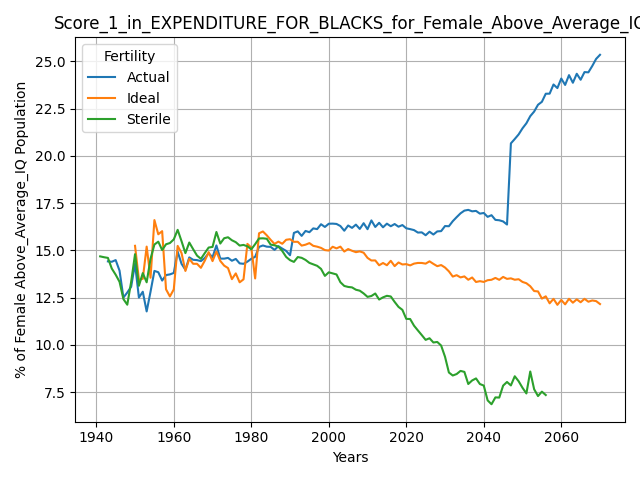 Score_1_in_EXPENDITURE_FOR_BLACKS_for_Female_Above_Average_IQ
Fertility
Actual
Ideal
Sterile
25.0
22.5
20.0
17.5
15.0
12.5
10.0
7.5
% of Female Above_Average_IQ Population
1940 1960 1980 2000 2020 2040 2060
Years